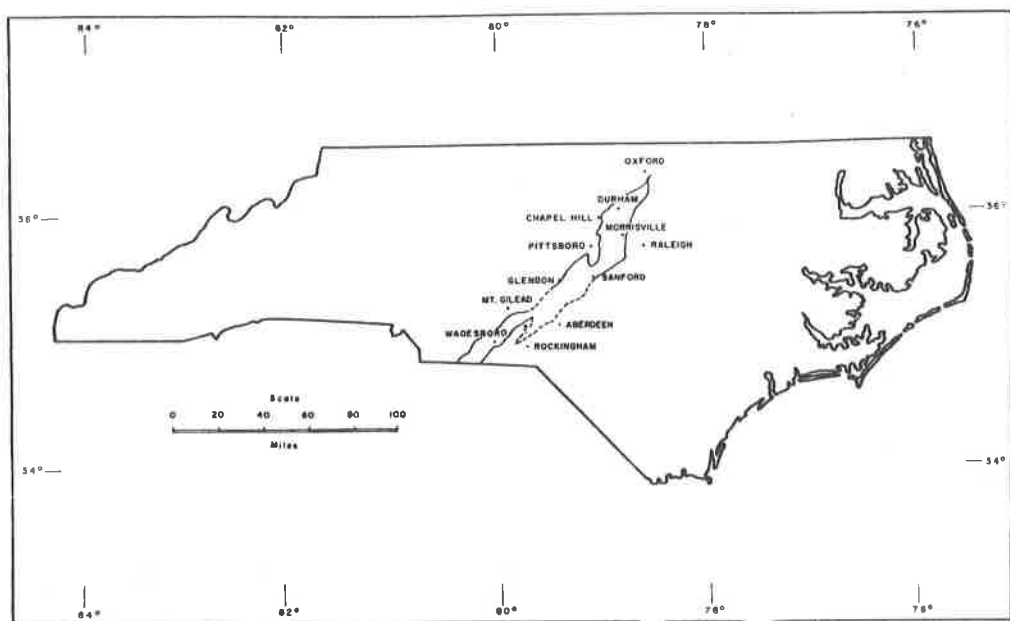 84° 82° 80° 78° 76°
OXFORD
DURHAM
36° 36°
CHAPEL HILL
MORRISVILLE
PITTSBORO RALEIGH
GLENDON SANFORD
MT. GILEAD
WADESBORO ABERDEEN
ROCKINGHAM
Scale
0 20 40 60 80 100
Miles
34° 34°
84° 82° 80° 78° 76°